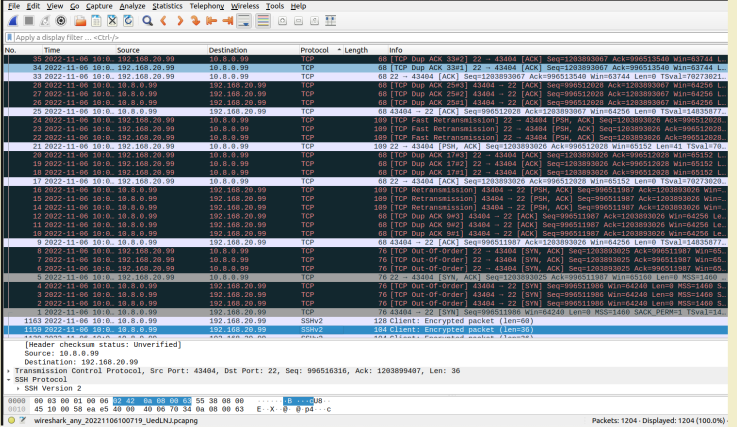 File Edit View Go Capture Analyze Statistics Telephony Wireless Tools Help
Apply a display filter ... <Ctrl-/>
No. Time Source Destination Protocol Length Info
35 2022-11-06 10:0… 192.168.20.99 10.8.0.99 TCP 68 [TCP Dup ACK 33#2] 22 → 43404 [ACK] Seq=1203893067 Ack=996513540 Win=63744 L…
34 2022-11-06 10:0… 192.168.20.99 10.8.0.99 TCP 68 [TCP Dup ACK 33#1] 22 → 43404 [ACK] Seq=1203893067 Ack=996513540 Win=63744 L…
33 2022-11-06 10:0… 192.168.20.99 10.8.0.99 TCP 68 22 → 43404 [ACK] Seq=1203893067 Ack=996513540 Win=63744 Len=0 TSval=70273021…
28 2022-11-06 10:0… 10.8.0.99 192.168.20.99 TCP 68 [TCP Dup ACK 25#3] 43404 → 22 [ACK] Seq=996512028 Ack=1203893067 Win=64256 L…
27 2022-11-06 10:0… 10.8.0.99 192.168.20.99 TCP 68 [TCP Dup ACK 25#2] 43404 → 22 [ACK] Seq=996512028 Ack=1203893067 Win=64256 L…
26 2022-11-06 10:0… 10.8.0.99 192.168.20.99 TCP 68 [TCP Dup ACK 25#1] 43404 → 22 [ACK] Seq=996512028 Ack=1203893067 Win=64256 L…
25 2022-11-06 10:0… 10.8.0.99 192.168.20.99 TCP 68 43404 → 22 [ACK] Seq=996512028 Ack=1203893067 Win=64256 Len=0 TSval=14835877…
24 2022-11-06 10:0… 192.168.20.99 10.8.0.99 TCP 109 [TCP Fast Retransmission] 22 → 43404 [PSH, ACK] Seq=1203893026 Ack=996512028…
23 2022-11-06 10:0… 192.168.20.99 10.8.0.99 TCP 109 [TCP Fast Retransmission] 22 → 43404 [PSH, ACK] Seq=1203893026 Ack=996512028…
22 2022-11-06 10:0… 192.168.20.99 10.8.0.99 TCP 109 [TCP Fast Retransmission] 22 → 43404 [PSH, ACK] Seq=1203893026 Ack=996512028…
21 2022-11-06 10:0… 192.168.20.99 10.8.0.99 TCP 109 22 → 43404 [PSH, ACK] Seq=1203893026 Ack=996512028 Win=65152 Len=41 TSval=70…
20 2022-11-06 10:0… 192.168.20.99 10.8.0.99 TCP 68 [TCP Dup ACK 17#3] 22 → 43404 [ACK] Seq=1203893026 Ack=996512028 Win=65152 L…
19 2022-11-06 10:0… 192.168.20.99 10.8.0.99 TCP 68 [TCP Dup ACK 17#2] 22 → 43404 [ACK] Seq=1203893026 Ack=996512028 Win=65152 L…
18 2022-11-06 10:0… 192.168.20.99 10.8.0.99 TCP 68 [TCP Dup ACK 17#1] 22 → 43404 [ACK] Seq=1203893026 Ack=996512028 Win=65152 L…
17 2022-11-06 10:0… 192.168.20.99 10.8.0.99 TCP 68 22 → 43404 [ACK] Seq=1203893026 Ack=996512028 Win=65152 Len=0 TSval=70273020…
16 2022-11-06 10:0… 10.8.0.99 192.168.20.99 TCP 109 [TCP Retransmission] 43404 → 22 [PSH, ACK] Seq=996511987 Ack=1203893026 Win=…
15 2022-11-06 10:0… 10.8.0.99 192.168.20.99 TCP 109 [TCP Retransmission] 43404 → 22 [PSH, ACK] Seq=996511987 Ack=1203893026 Win=…
14 2022-11-06 10:0… 10.8.0.99 192.168.20.99 TCP 109 [TCP Retransmission] 43404 → 22 [PSH, ACK] Seq=996511987 Ack=1203893026 Win=…
12 2022-11-06 10:0… 10.8.0.99 192.168.20.99 TCP 68 [TCP Dup ACK 9#3] 43404 → 22 [ACK] Seq=996511987 Ack=1203893026 Win=64256 Le…
11 2022-11-06 10:0… 10.8.0.99 192.168.20.99 TCP 68 [TCP Dup ACK 9#2] 43404 → 22 [ACK] Seq=996511987 Ack=1203893026 Win=64256 Le…
10 2022-11-06 10:0… 10.8.0.99 192.168.20.99 TCP 68 [TCP Dup ACK 9#1] 43404 → 22 [ACK] Seq=996511987 Ack=1203893026 Win=64256 Le…
9 2022-11-06 10:0… 10.8.0.99 192.168.20.99 TCP 68 43404 → 22 [ACK] Seq=996511987 Ack=1203893026 Win=64256 Len=0 TSval=14835877…
8 2022-11-06 10:0… 192.168.20.99 10.8.0.99 TCP 76 [TCP Out-Of-Order] 22 → 43404 [SYN, ACK] Seq=1203893025 Ack=996511987 Win=65…
7 2022-11-06 10:0… 192.168.20.99 10.8.0.99 TCP 76 [TCP Out-Of-Order] 22 → 43404 [SYN, ACK] Seq=1203893025 Ack=996511987 Win=65…
6 2022-11-06 10:0… 192.168.20.99 10.8.0.99 TCP 76 [TCP Out-Of-Order] 22 → 43404 [SYN, ACK] Seq=1203893025 Ack=996511987 Win=65…
5 2022-11-06 10:0… 192.168.20.99 10.8.0.99 TCP 76 22 → 43404 [SYN, ACK] Seq=1203893025 Ack=996511987 Win=65160 Len=0 MSS=1460 …
4 2022-11-06 10:0… 10.8.0.99 192.168.20.99 TCP 76 [TCP Out-Of-Order] 43404 → 22 [SYN] Seq=996511986 Win=64240 Len=0 MSS=1460 S…
3 2022-11-06 10:0… 10.8.0.99 192.168.20.99 TCP 76 [TCP Out-Of-Order] 43404 → 22 [SYN] Seq=996511986 Win=64240 Len=0 MSS=1460 S…
2 2022-11-06 10:0… 10.8.0.99 192.168.20.99 TCP 76 [TCP Out-Of-Order] 43404 → 22 [SYN] Seq=996511986 Win=64240 Len=0 MSS=1460 S…
1 2022-11-06 10:0… 10.8.0.99 192.168.20.99 TCP 76 43404 → 22 [SYN] Seq=996511986 Win=64240 Len=0 MSS=1460 SACK_PERM=1 TSval=14…
1163 2022-11-06 10:0… 10.8.0.99 192.168.20.99 SSHv2 128 Client: Encrypted packet (len=60)
1159 2022-11-06 10:0… 10.8.0.99 192.168.20.99 SSHv2 104 Client: Encrypted packet (len=36)
[Header checksum status: Unverified]
Source: 10.8.0.99
Destination: 192.168.20.99
Transmission Control Protocol, Src Port: 43404, Dst Port: 22, Seq: 996516316, Ack: 1203899407, Len: 36
SSH Protocol
SSH Version 2
0000 00 03 00 01 00 06 02 42 0a 08 00 63 55 38 08 00 ·······B ···cU8··
0010 45 10 00 58 ea e5 40 00 40 06 70 34 0a 08 00 63 E··X··@· @·p4···c
wireshark_any_20221106100719_UedLNJ.pcapng Packets: 1204 · Displayed: 1204 (100.0%)